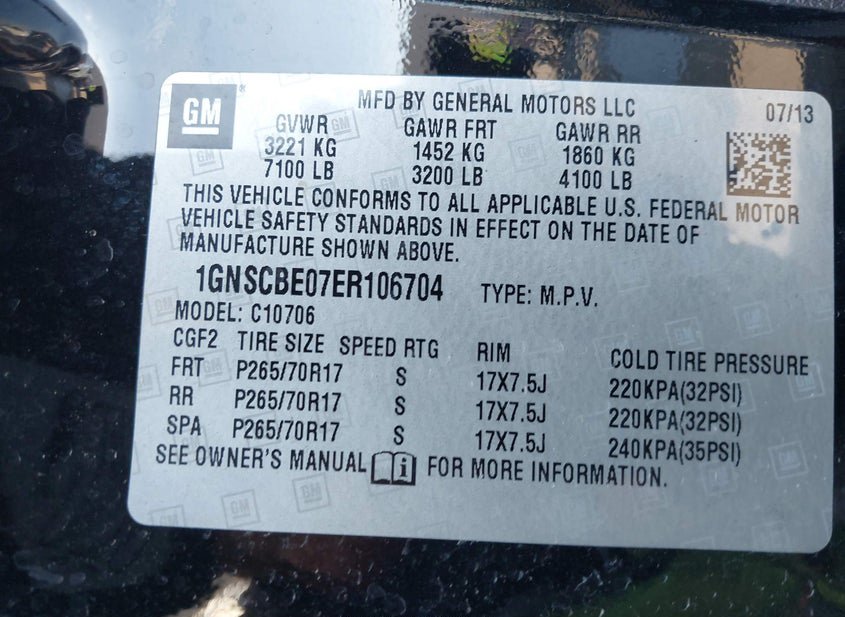 GM
MFD BY GENERAL MOTORS LLC 07/13
GVWR GAWR FRT GAWR RR
3221 KG 1452 KG 1860 KG
7100 LB 3200 LB 4100 LB
THIS VEHICLE CONFORMS TO ALL APPLICABLE U.S. FEDERAL MOTOR
VEHICLE SAFETY STANDARDS IN EFFECT ON THE DATE OF
MANUFACTURE SHOWN ABOVE.
1GNSCBE07ER106704 TYPE: M.P.V.
MODEL: C10706
CGF2 TIRE SIZE SPEED RTG RIM COLD TIRE PRESSURE
FRT P265/70R17 S 17X7.5J 220KPA(32PSI)
RR P265/70R17 S 17X7.5J 220KPA(32PSI)
SPA P265/70R17 S 17X7.5J 240KPA(35PSI)
SEE OWNER'S MANUAL i FOR MORE INFORMATION.